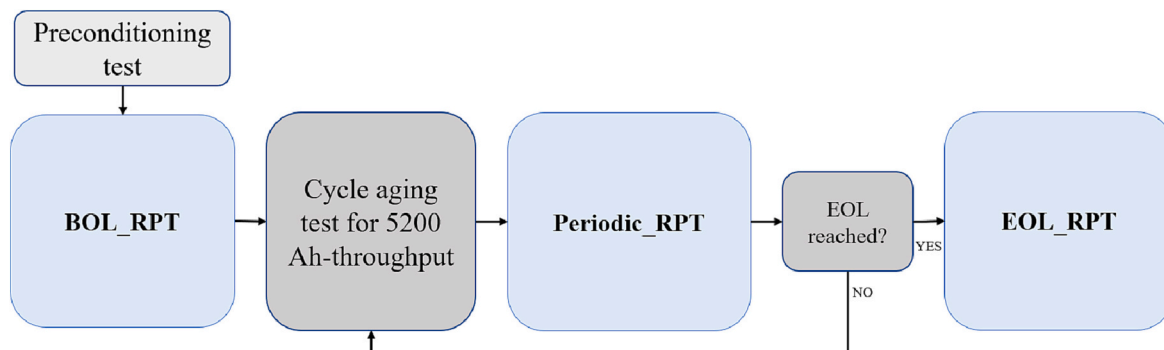 Preconditioning
test
BOL_RPT
Cycle aging
test for 5200
Ah-throughput
Periodic_RPT
EOL
reached?
YES
NO
EOL_RPT